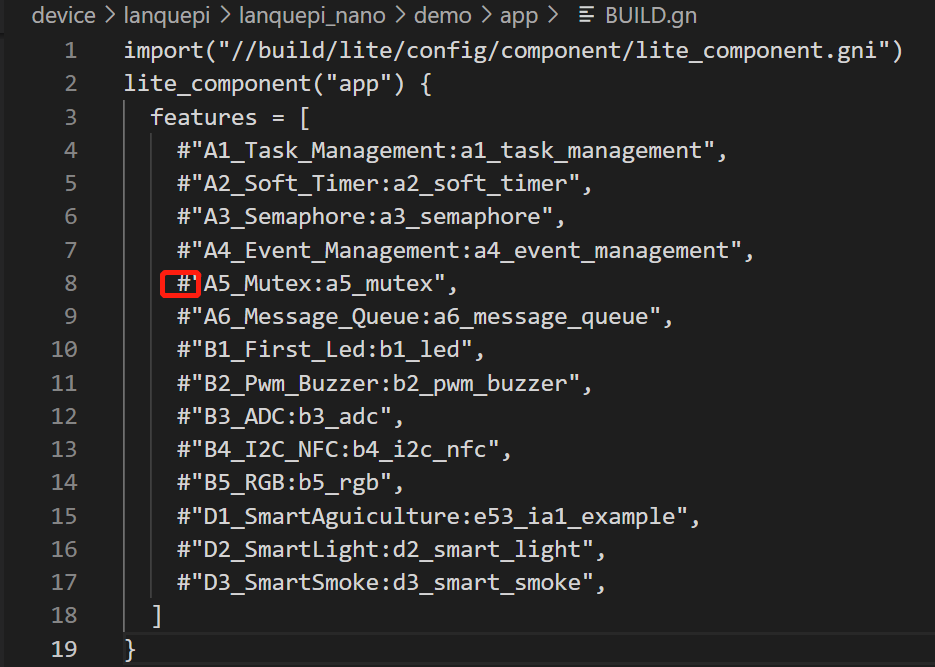 device > lanquepi > lanquepi_nano > demo > app > BUILD.gn
1 import("//build/lite/config/component/lite_component.gni")
2 lite_component("app") {
3 features = [
4 #"A1_Task_Management:a1_task_management",
5 #"A2_Soft_Timer:a2_soft_timer",
6 #"A3_Semaphore:a3_semaphore",
7 #"A4_Event_Management:a4_event_management",
8 #"A5_Mutex:a5_mutex",
9 #"A6_Message_Queue:a6_message_queue",
10 #"B1_First_Led:b1_led",
11 #"B2_Pwm_Buzzer:b2_pwm_buzzer",
12 #"B3_ADC:b3_adc",
13 #"B4_I2C_NFC:b4_i2c_nfc",
14 #"B5_RGB:b5_rgb",
15 #"D1_SmartAguiculture:e53_ia1_example",
16 #"D2_SmartLight:d2_smart_light",
17 #"D3_SmartSmoke:d3_smart_smoke",
18 ]
19 }